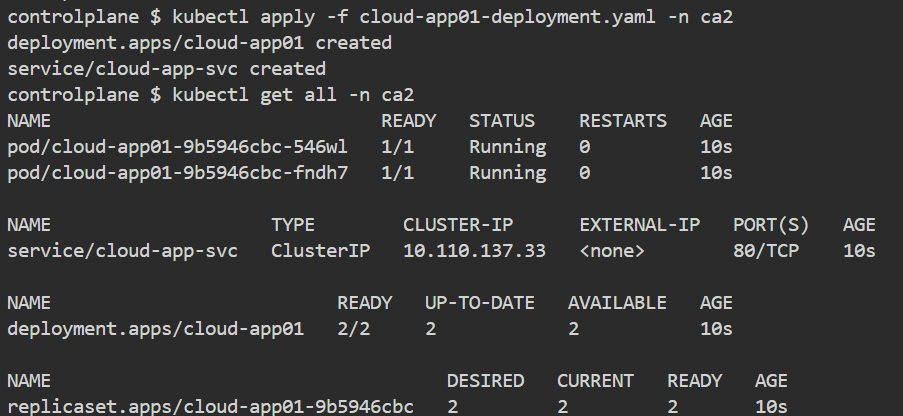 controlplane $ kubectl apply -f cloud-app01-deployment.yaml -n ca2
deployment.apps/cloud-app01 created
service/cloud-app-svc created
controlplane $ kubectl get all -n ca2
NAME READY STATUS RESTARTS AGE
pod/cloud-app01-9b5946cbc-546wl 1/1 Running 0 10s
pod/cloud-app01-9b5946cbc-fndh7 1/1 Running 0 10s
NAME TYPE CLUSTER-IP EXTERNAL-IP PORT(S) AGE
service/cloud-app-svc ClusterIP 10.110.137.33 <none> 80/TCP 10s
NAME READY UP-TO-DATE AVAILABLE AGE
deployment.apps/cloud-app01 2/2 2 2 10s
NAME DESIRED CURRENT READY AGE
replicaset.apps/cloud-app01-9b5946cbc 2 2 2 10s